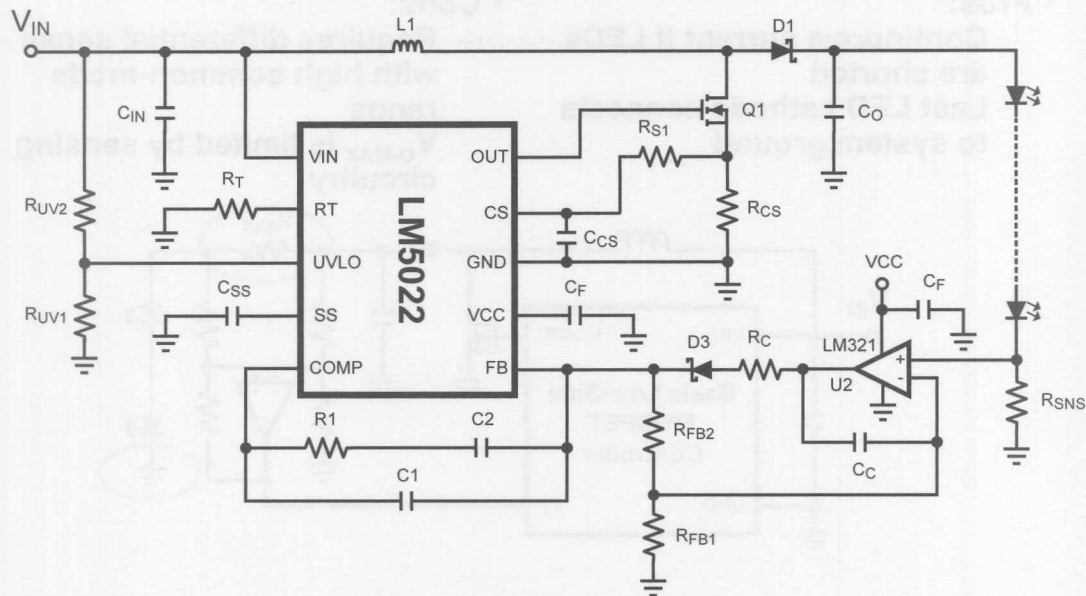 VIN
L1
D1
CIN
Q1
CO
RS1
VIN
OUT
RT
RT
CS
RCS
CCS
RUV2
LM5022
UVLO
GND
VCC
CSS
CF
CF
RUV1
SS
VCC
D3
RC
LM321
COMP
FB
U2
+
-
RSNS
R1
C2
RFB2
CC
C1
RFB1